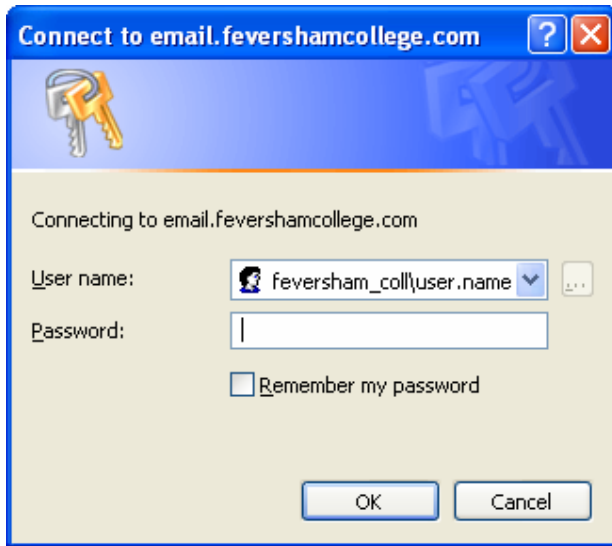 Connect to email.fevershamcollege.com
Connecting to email.fevershamcollege.com
User name: feversham_coll\user.name ...
Password:
Remember my password
OK Cancel